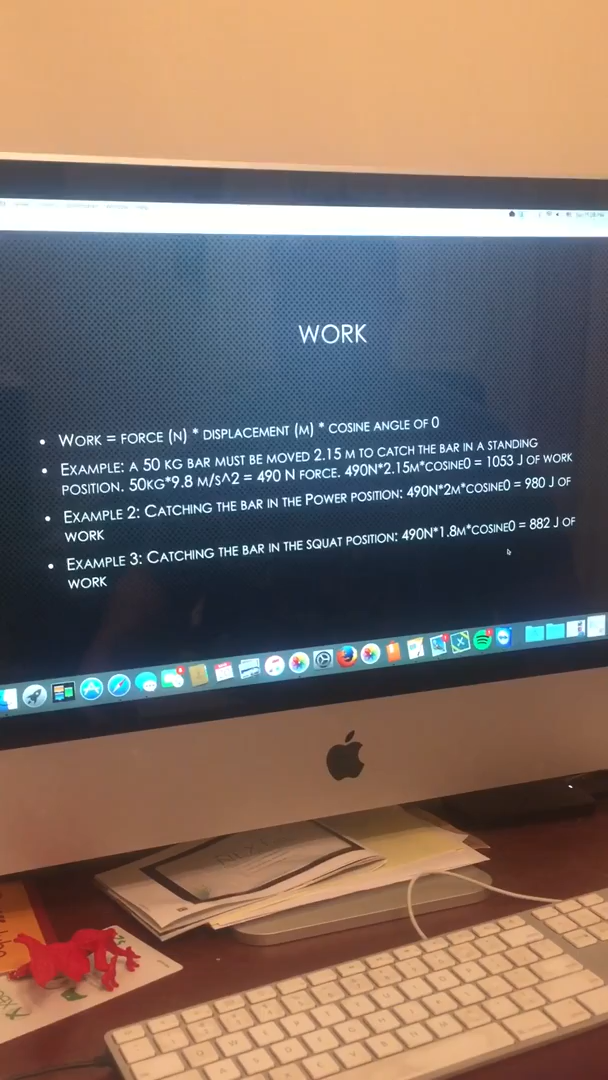 WORK
• WORK = FORCE (N) * DISPLACEMENT (M) * COSINE ANGLE OF 0
• EXAMPLE: A 50 KG BAR MUST BE MOVED 2.15 M TO CATCH THE BAR IN A STANDING
POSITION. 50KG*9.8 M/S^2 = 490 N FORCE. 490N*2.15M*COSINE0 = 1053 J OF WORK
• EXAMPLE 2: CATCHING THE BAR IN THE POWER POSITION: 490N*2M*COSINE0 = 980 J OF
WORK
• EXAMPLE 3: CATCHING THE BAR IN THE SQUAT POSITION: 490N*1.8M*COSINE0 = 882 J OF
WORK